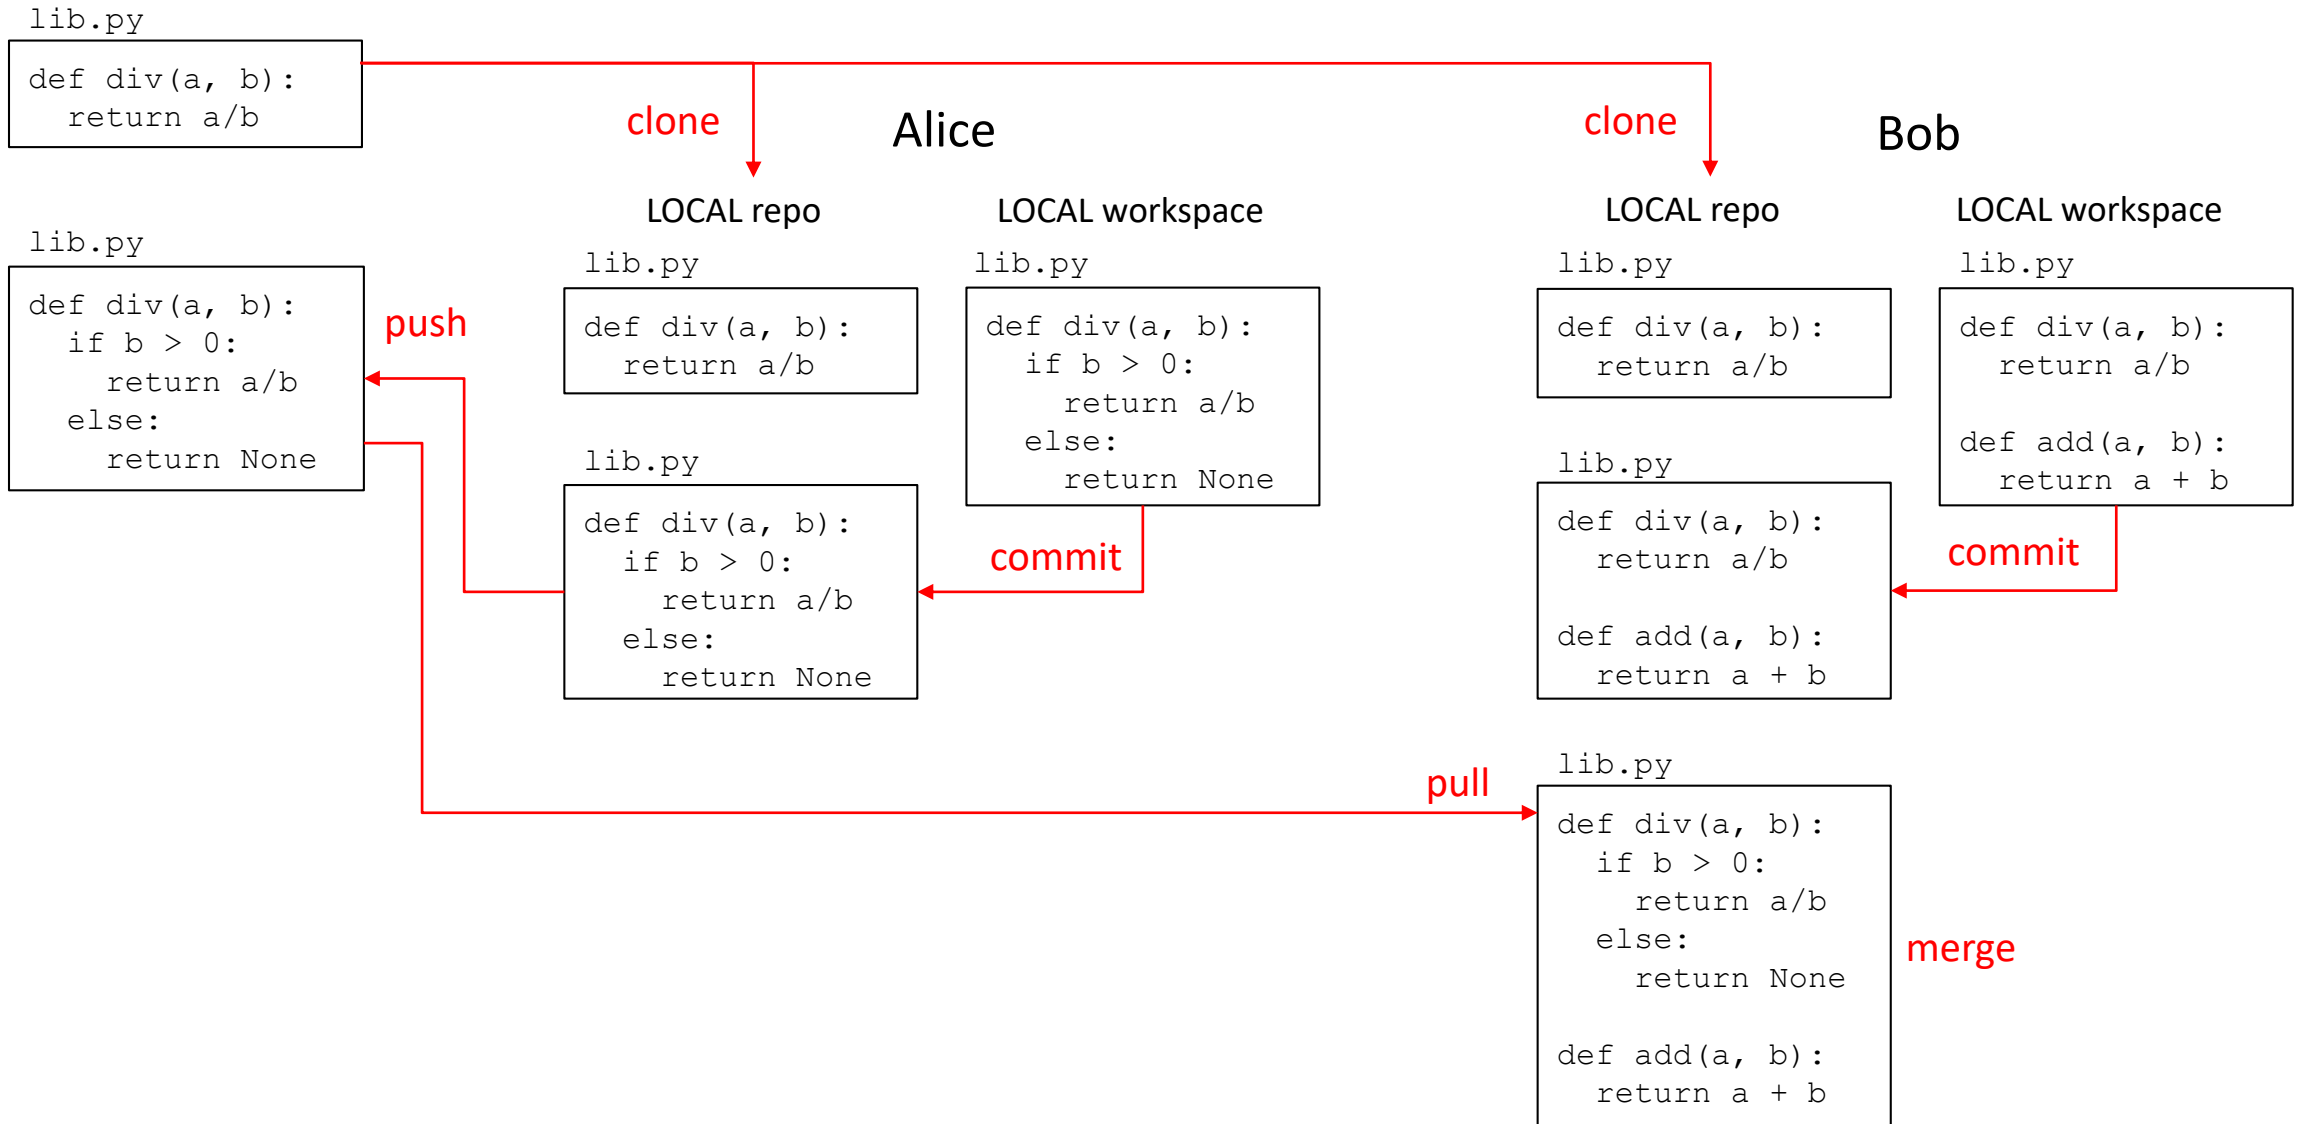 lib.py
def div(a, b):
  return a/b
clone
Alice
clone
Bob
LOCAL repo
LOCAL workspace
LOCAL repo
LOCAL workspace
lib.py
def div(a, b):
  if b > 0:
    return a/b
  else:
    return None
push
lib.py
def div(a, b):
  return a/b
lib.py
def div(a, b):
  if b > 0:
    return a/b
  else:
    return None
lib.py
def div(a, b):
  if b > 0:
    return a/b
  else:
    return None
commit
lib.py
def div(a, b):
  return a/b
lib.py
def div(a, b):
  return a/b
def add(a, b):
  return a + b
lib.py
def div(a, b):
  return a/b
def add(a, b):
  return a + b
commit
pull
lib.py
def div(a, b):
  if b > 0:
    return a/b
  else:
    return None
def add(a, b):
  return a + b
merge